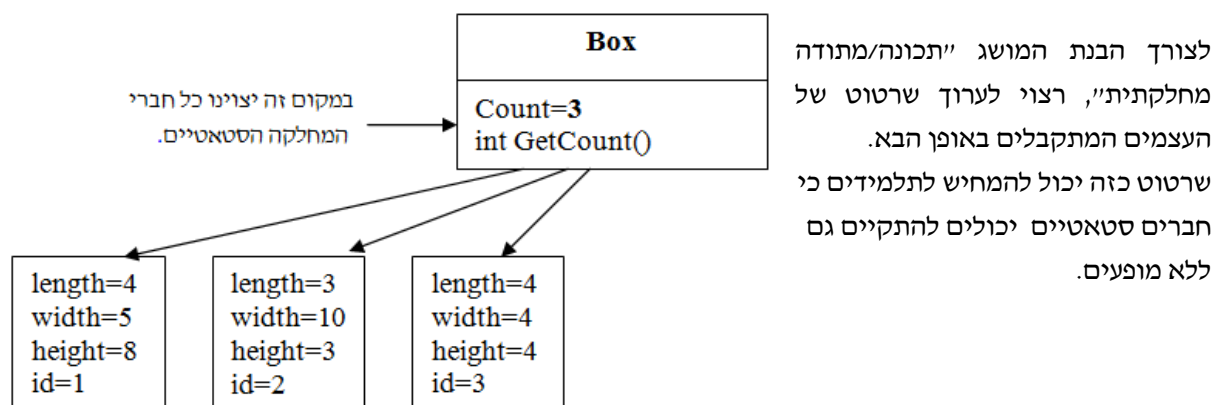 לצורך הבנת המושג "תכונה/מתודה
מחלקתית", רצוי לערוך שרטוט של
העצמים המתקבלים באופן הבא.
שרטוט כזה יכול להמחיש לתלמידים כי
חברים סטאטיים יכולים להתקיים גם
ללא מופעים.
Box
במקום זה יצוינו כל חברי
המחלקה הסטאטיים.
Count=3
int GetCount()
length=4
width=5
height=8
id=1
length=3
width=10
height=3
id=2
length=4
width=4
height=4
id=3